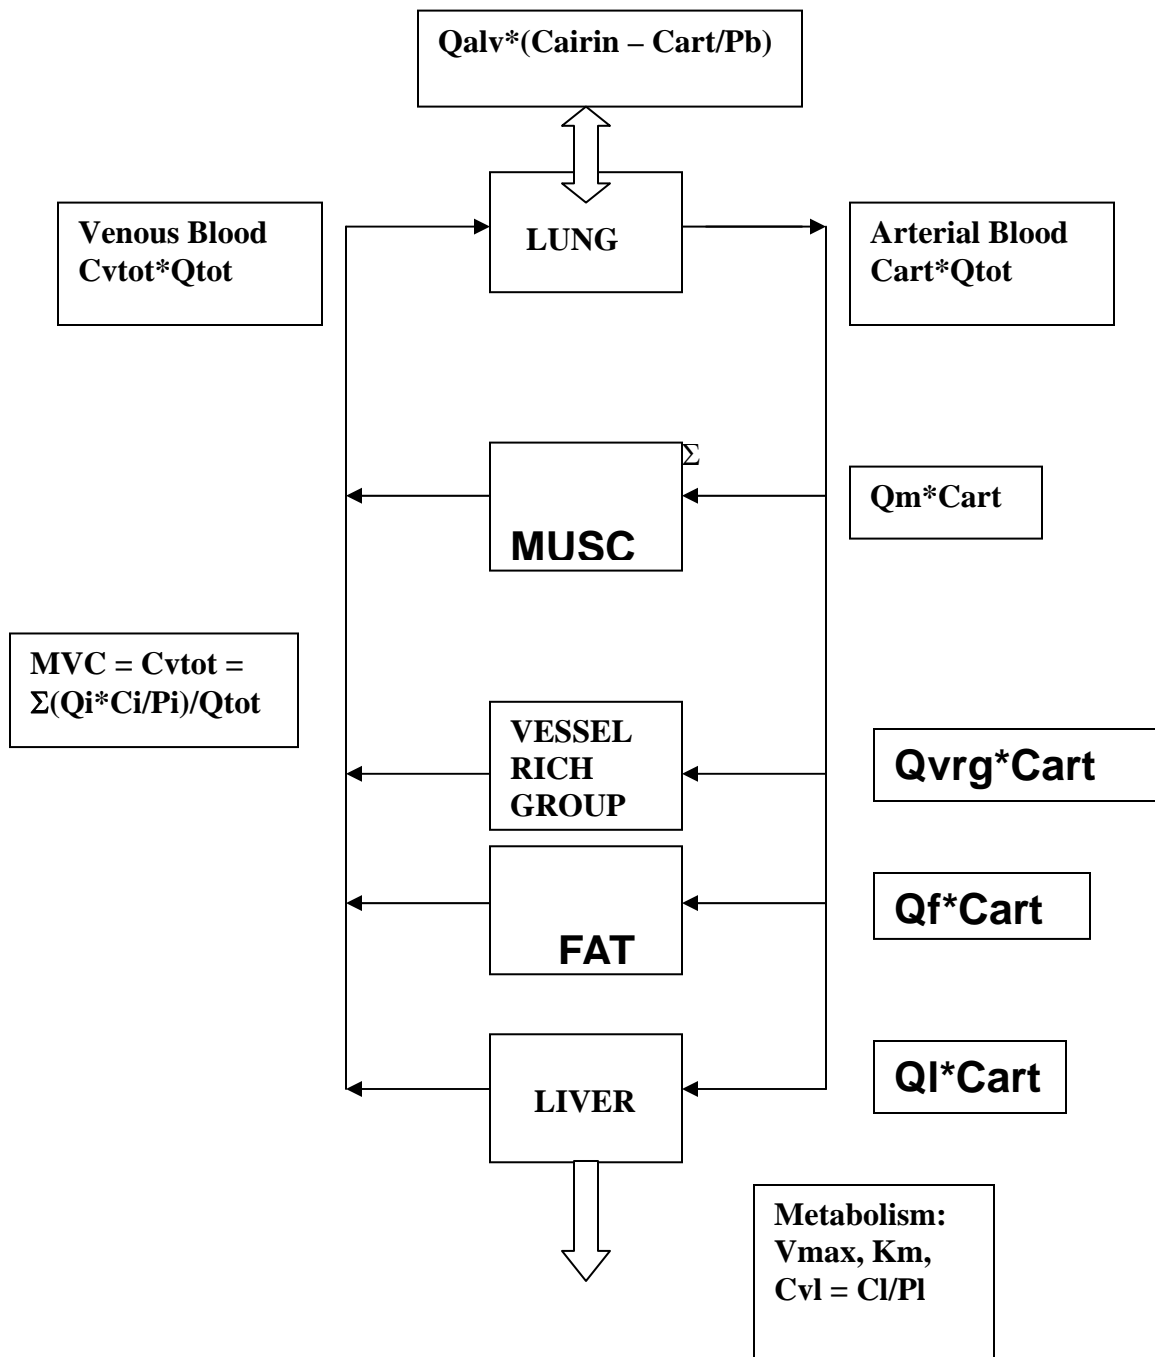 Qalv*(Cairin – Cart/Pb)
Venous Blood
Cvtot*Qtot
LUNG
Arterial Blood
Cart*Qtot
Σ
MUSC
Qm*Cart
MVC = Cvtot =
Σ(Qi*Ci/Pi)/Qtot
VESSEL
RICH
GROUP
Qvrg*Cart
FAT
Qf*Cart
LIVER
Ql*Cart
Metabolism:
Vmax, Km,
Cvl = Cl/Pl